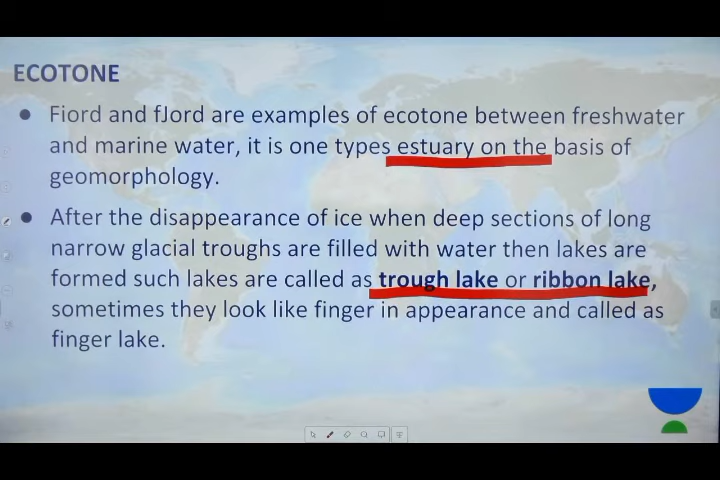 ECOTONE
● Fiord and fJord are examples of ecotone between freshwater
and marine water, it is one types estuary on the basis of
geomorphology.
● After the disappearance of ice when deep sections of long
narrow glacial troughs are filled with water then lakes are
formed such lakes are called as trough lake or ribbon lake,
sometimes they look like finger in appearance and called as
finger lake.